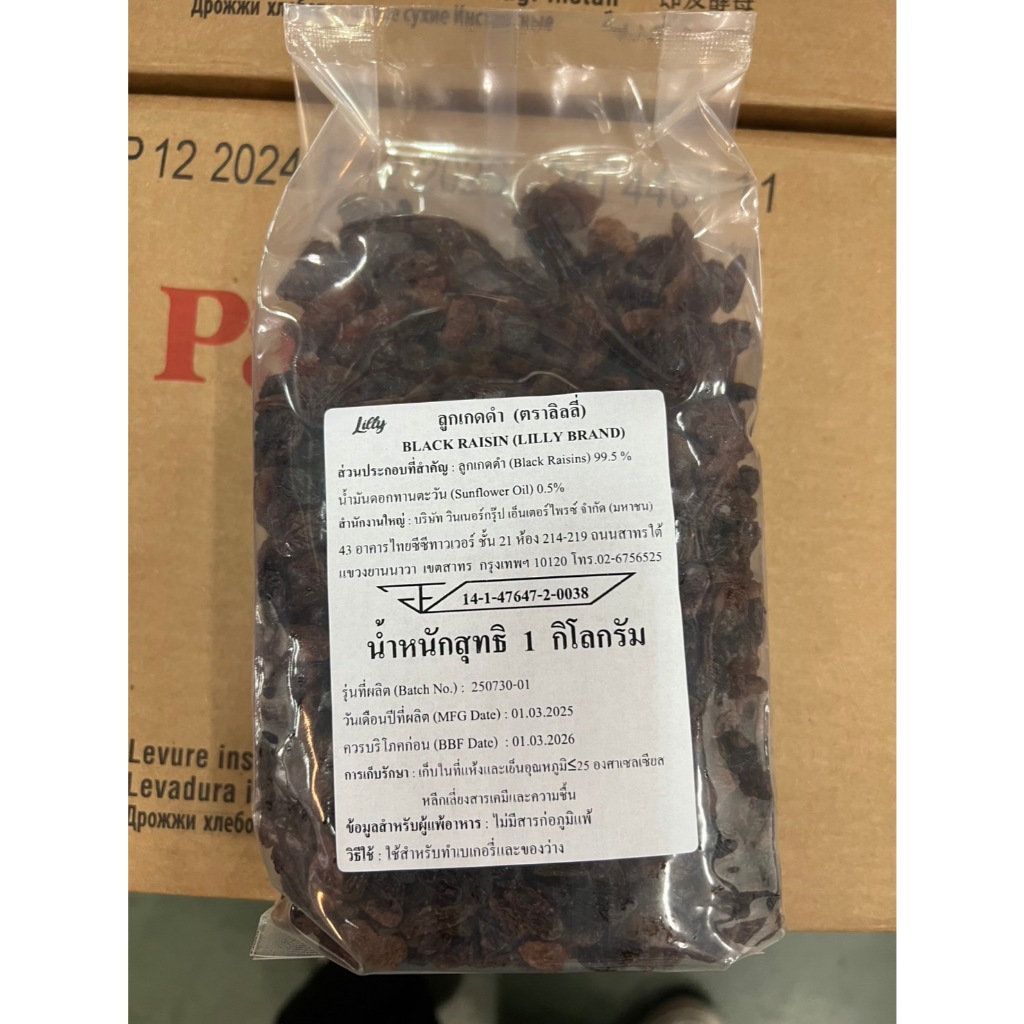 Дрожжи хлебо
сухие Инстантные
即发酵母
P 12 2024
11
Pa
Lilly
ลูกเกดดำ (ตราลิลลี่)
BLACK RAISIN (LILLY BRAND)
ส่วนประกอบที่สำคัญ : ลูกเกดดำ (Black Raisins) 99.5 %
น้ำมันดอกทานตะวัน (Sunflower Oil) 0.5%
สำนักงานใหญ่ : บริษัท วินเนอร์กรุ๊ป เอ็นเตอร์ไพรซ์ จำกัด (มหาชน)
43 อาคารไทยซีซีทาวเวอร์ ชั้น 21 ห้อง 214-219 ถนนสาทรใต้
แขวงยานนาวา เขตสาทร กรุงเทพฯ 10120 โทร.02-6756525
14-1-47647-2-0038
น้ำหนักสุทธิ 1 กิโลกรัม
รุ่นที่ผลิต (Batch No.) : 250730-01
วันเดือนปีที่ผลิต (MFG Date) : 01.03.2025
ควรบริโภคก่อน (BBF Date) : 01.03.2026
การเก็บรักษา : เก็บในที่แห้งและเย็นอุณหภูมิ≤25 องศาเซลเซียส
หลีกเลี่ยงสารเคมีและความชื้น
ข้อมูลสำหรับผู้แพ้อาหาร : ไม่มีสารก่อภูมิแพ้
วิธีใช้ : ใช้สำหรับทำเบเกอรี่และของว่าง
Levure ins
Levadura i
Дрожжи хлебо